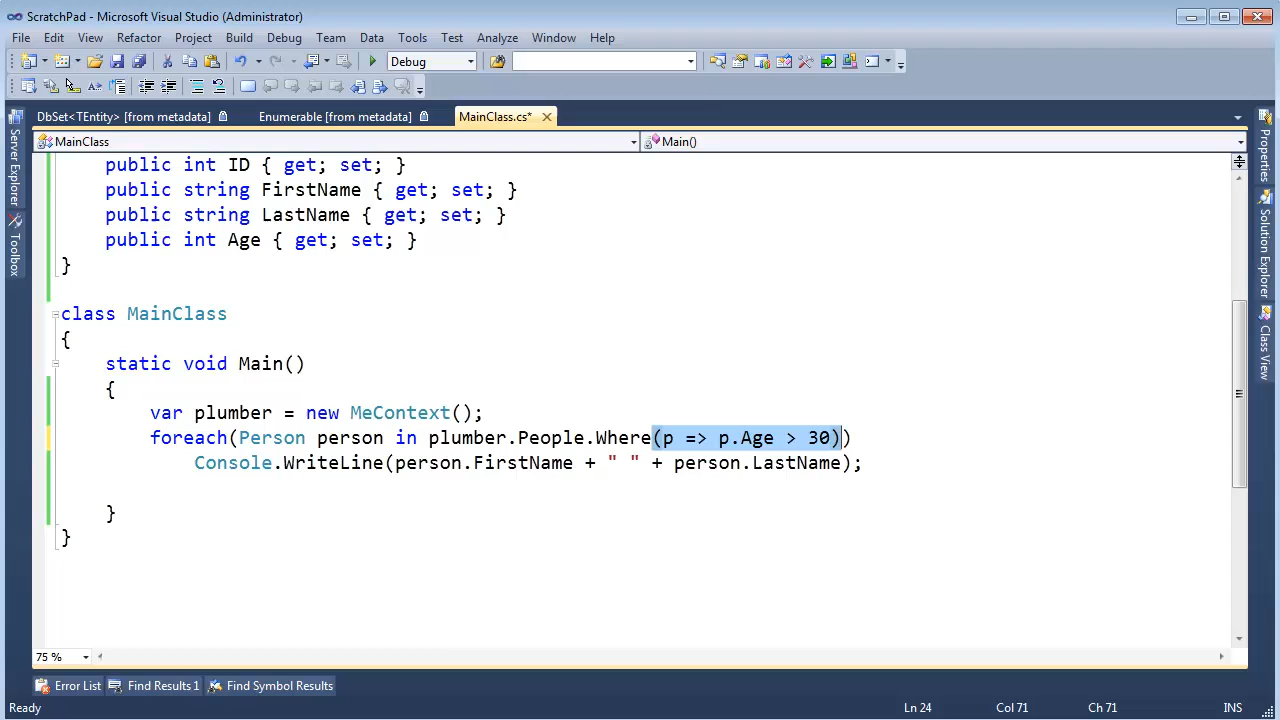 ScratchPad - Microsoft Visual Studio (Administrator)
File Edit View Refactor Project Build Debug Team Data Tools Test Analyze Window Help
Debug
DbSet<TEntity> [from metadata] Enumerable [from metadata] MainClass.cs*
MainClass Main()
Server Explorer
Toolbox
Properties
Solution Explorer
Class View
public int ID { get; set; }
public string FirstName { get; set; }
public string LastName { get; set; }
public int Age { get; set; }
}
class MainClass
{
static void Main()
{
var plumber = new MeContext();
foreach(Person person in plumber.People.Where(p => p.Age > 30))
Console.WriteLine(person.FirstName + " " + person.LastName);
}
}
75 %
Error List Find Results 1 Find Symbol Results
Ready Ln 24 Col 71 Ch 71 INS